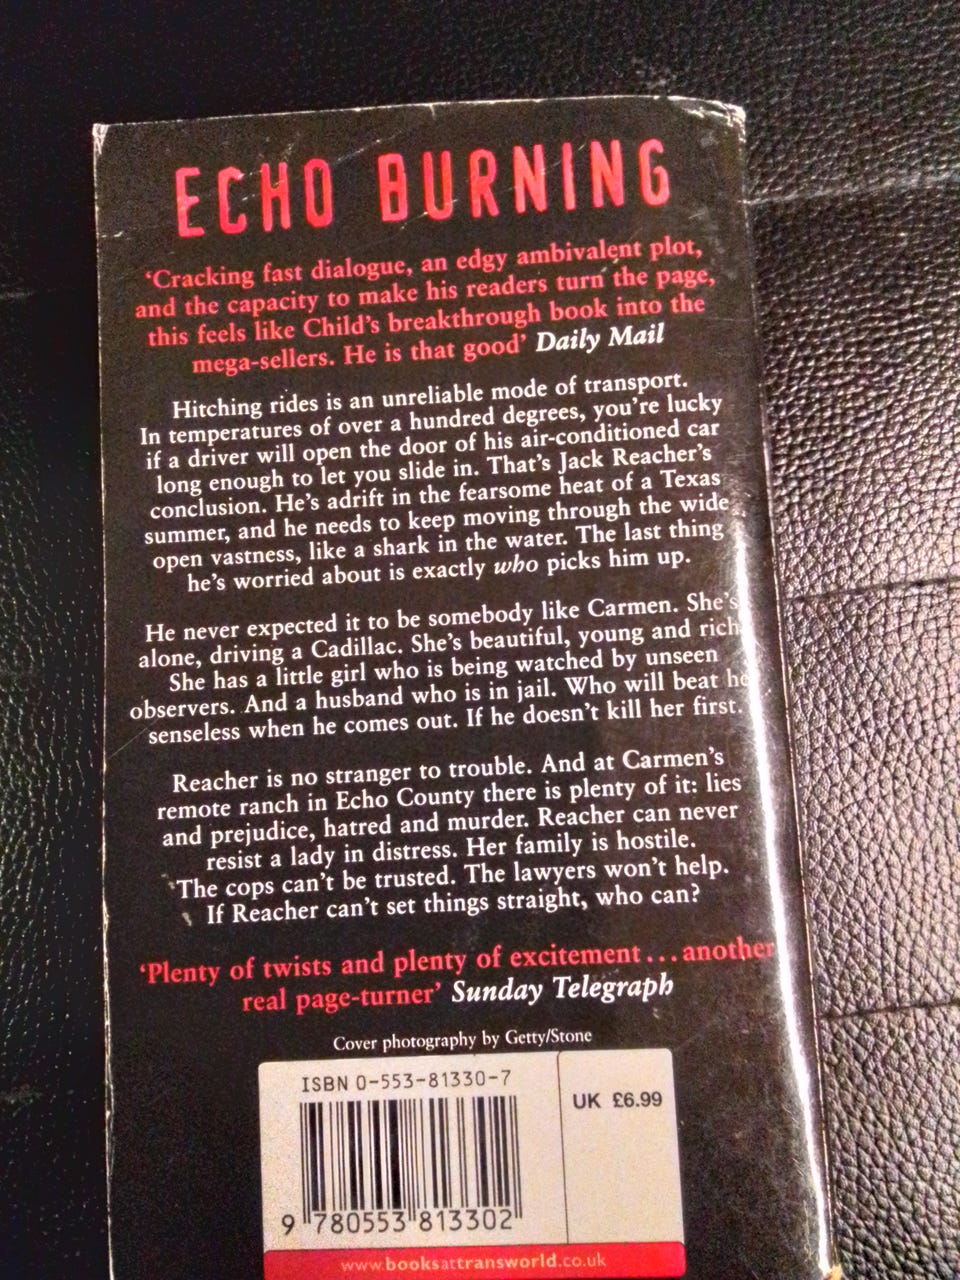 ECHO BURNING
‘Cracking fast dialogue, an edgy ambivalent plot,
and the capacity to make his readers turn the page,
this feels like Child’s breakthrough book into the
mega-sellers. He is that good’ Daily Mail
Hitching rides is an unreliable mode of transport.
In temperatures of over a hundred degrees, you’re lucky
if a driver will open the door of his air-conditioned car
long enough to let you slide in. That’s Jack Reacher’s
conclusion. He’s adrift in the fearsome heat of a Texas
summer, and he needs to keep moving through the wide
open vastness, like a shark in the water. The last thing
he’s worried about is exactly who picks him up.
He never expected it to be somebody like Carmen. She’s
alone, driving a Cadillac. She’s beautiful, young and rich
She has a little girl who is being watched by unseen
observers. And a husband who is in jail. Who will beat he
senseless when he comes out. If he doesn’t kill her first.
Reacher is no stranger to trouble. And at Carmen’s
remote ranch in Echo County there is plenty of it: lies
and prejudice, hatred and murder. Reacher can never
resist a lady in distress. Her family is hostile.
The cops can’t be trusted. The lawyers won’t help.
If Reacher can’t set things straight, who can?
‘Plenty of twists and plenty of excitement . . . another
real page-turner’ Sunday Telegraph
Cover photography by Getty/Stone
ISBN 0-553-81330-7
UK £6.99
9 780553 813302
www.booksattransworld.co.uk